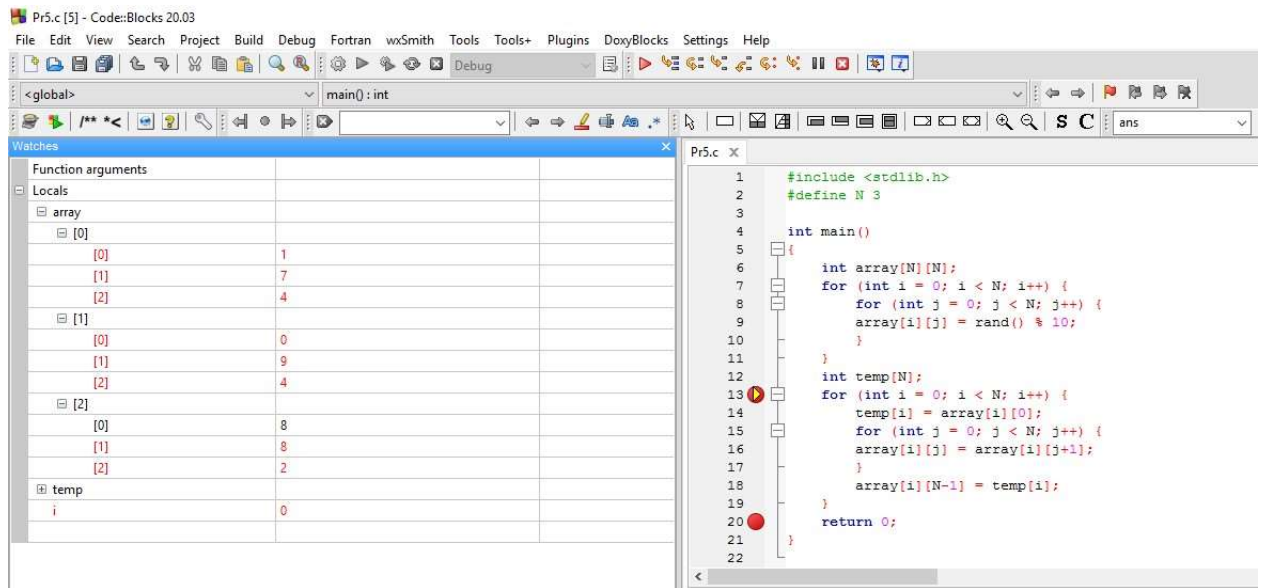 Pr5.c [5] - Code::Blocks 20.03
File Edit View Search Project Build Debug Fortran wxSmith Tools Tools+ Plugins DoxyBlocks Settings Help
Debug
<global> main() : int
/** *< S C ans
Watches
Function arguments
Locals
array
[0]
[0] 1
[1] 7
[2] 4
[1]
[0] 0
[1] 9
[2] 4
[2]
[0] 8
[1] 8
[2] 2
temp
i 0
Pr5.c
1 #include <stdlib.h>
2 #define N 3
3
4 int main()
5 {
6 int array[N][N];
7 for (int i = 0; i < N; i++) {
8 for (int j = 0; j < N; j++) {
9 array[i][j] = rand() % 10;
10 }
11 }
12 int temp[N];
13 for (int i = 0; i < N; i++) {
14 temp[i] = array[i][0];
15 for (int j = 0; j < N; j++) {
16 array[i][j] = array[i][j+1];
17 }
18 array[i][N-1] = temp[i];
19 }
20 return 0;
21 }
22